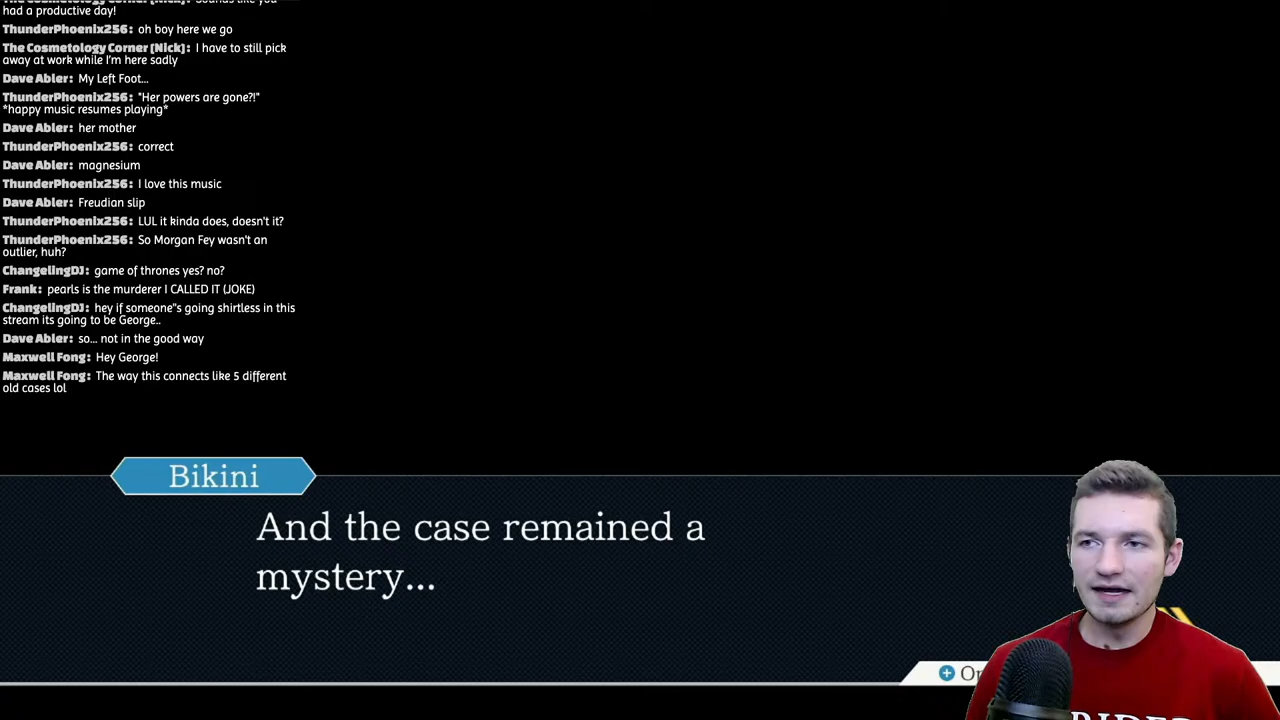 had a productive day!
ThunderPhoenix256: oh boy here we go
The Cosmetology Corner [Nick]: I have to still pick
away at work while I'm here sadly
Dave Abler: My Left Foot...
ThunderPhoenix256: "Her powers are gone?!"
*happy music resumes playing*
Dave Abler: her mother
ThunderPhoenix256: correct
Dave Abler: magnesium
ThunderPhoenix256: I love this music
Dave Abler: Freudian slip
ThunderPhoenix256: LUL it kinda does, doesn't it?
ThunderPhoenix256: So Morgan Fey wasn't an
outlier, huh?
ChangelingDJ: game of thrones yes? no?
Frank: pearls is the murderer I CALLED IT (JOKE)
ChangelingDJ: hey if someone"s going shirtless in this
stream its going to be George..
Dave Abler: so... not in the good way
Maxwell Fong: Hey George!
Maxwell Fong: The way this connects like 5 different
old cases lol
Bikini
And the case remained a
mystery...